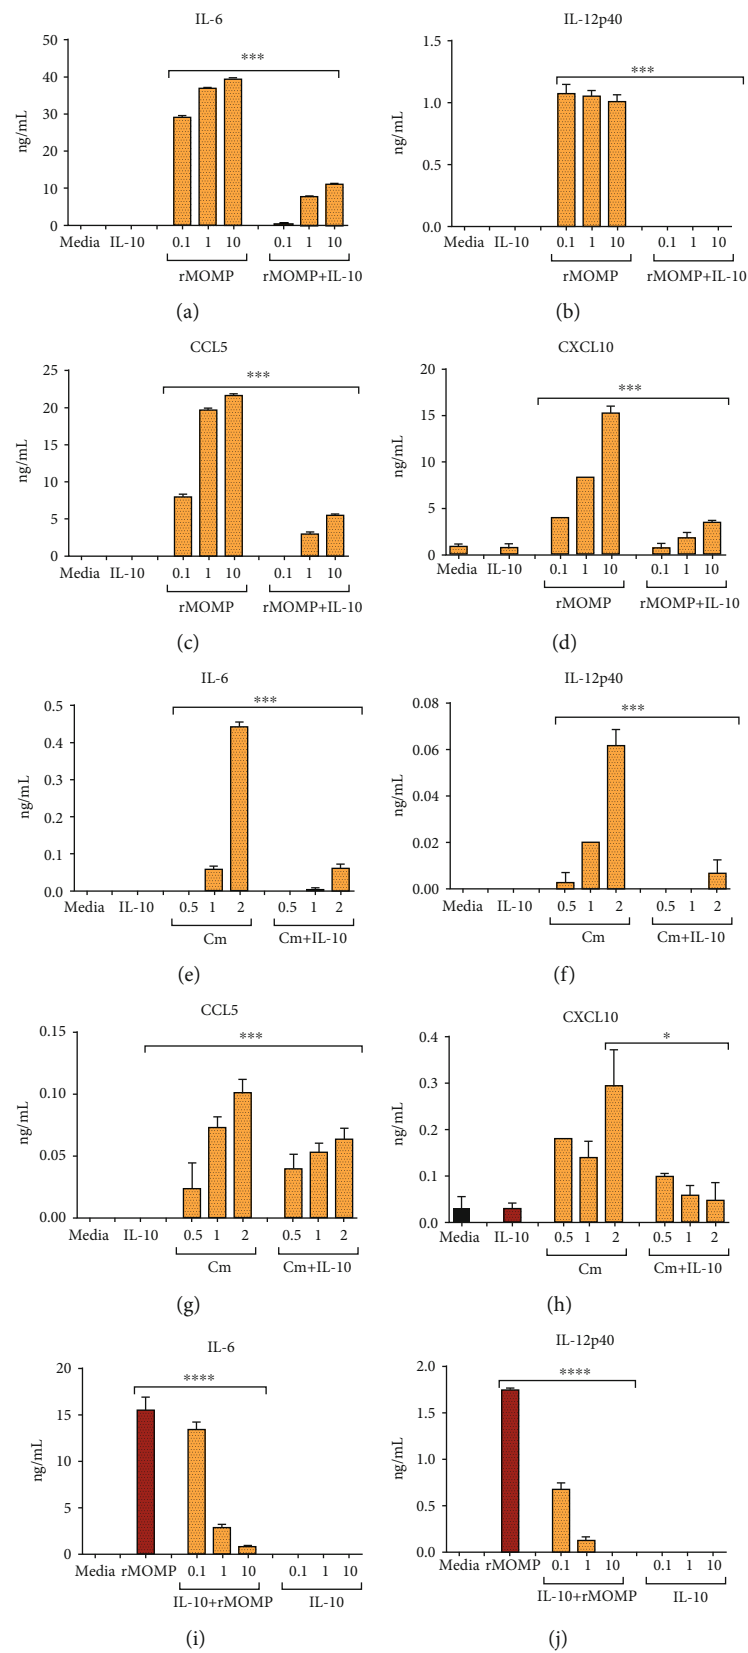 IL-6
50
40
30
20
10
0
ng/mL
***
Media IL-10 0.1 1 10 0.1 1 10
rMOMP rMOMP+IL-10
(a)
IL-12p40
1.5
1.0
0.5
0.0
ng/mL
***
Media IL-10 0.1 1 10 0.1 1 10
rMOMP rMOMP+IL-10
(b)
CCL5
25
20
15
10
5
0
ng/mL
***
Media IL-10 0.1 1 10 0.1 1 10
rMOMP rMOMP+IL-10
(c)
CXCL10
20
15
10
5
0
ng/mL
***
Media IL-10 0.1 1 10 0.1 1 10
rMOMP rMOMP+IL-10
(d)
IL-6
0.5
0.4
0.3
0.2
0.1
0.0
ng/mL
***
Media IL-10 0.5 1 2 0.5 1 2
Cm Cm+IL-10
(e)
IL-12p40
0.08
0.06
0.04
0.02
0.00
ng/mL
***
Media IL-10 0.5 1 2 0.5 1 2
Cm Cm+IL-10
(f)
CCL5
0.15
0.10
0.05
0.00
ng/mL
***
Media IL-10 0.5 1 2 0.5 1 2
Cm Cm+IL-10
(g)
CXCL10
0.4
0.3
0.2
0.1
0.0
ng/mL
*
Media IL-10 0.5 1 2 0.5 1 2
Cm Cm+IL-10
(h)
IL-6
20
15
10
5
0
ng/mL
****
Media rMOMP 0.1 1 10 0.1 1 10
IL-10+rMOMP IL-10
(i)
IL-12p40
2.0
1.5
1.0
0.5
0.0
ng/mL
****
Media rMOMP 0.1 1 10 0.1 1 10
IL-10+rMOMP IL-10
(j)